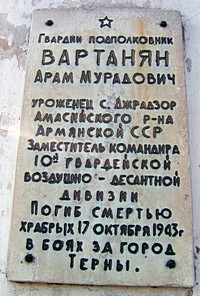 Гвардии подполковник
ВАРТАНЯН
Арам Мурадович
уроженец с. Джрадзор
Амасийского р-на
Армянской ССР
Заместитель командира
10й гвардейской
воздушно-десантной
дивизии
Погиб смертью
храбрых 17 октября 1943г
в боях за город
Терны.